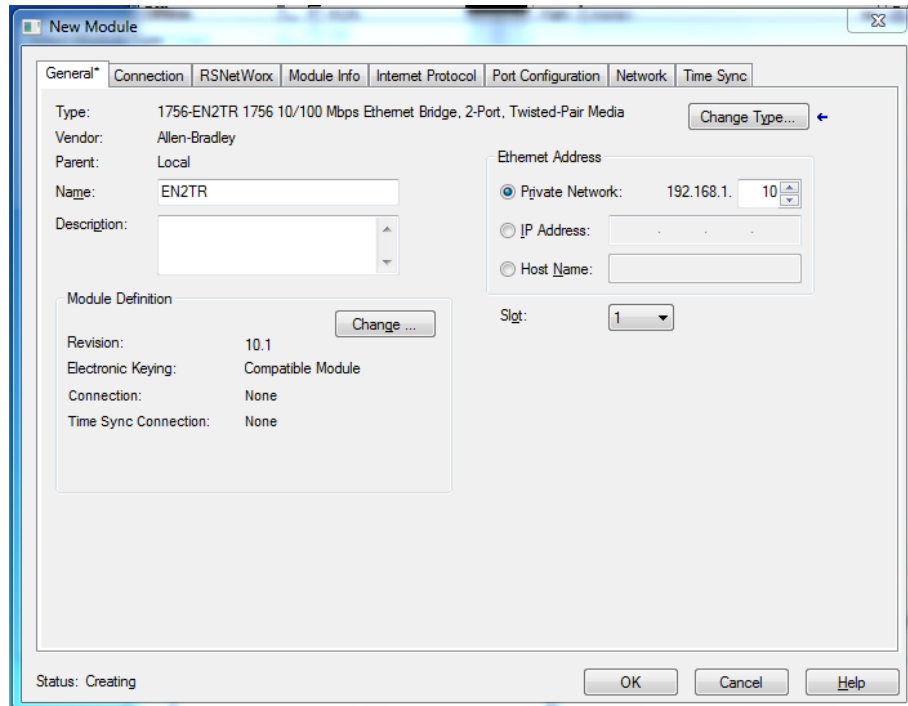 New Module
General* Connection RSNetWorx Module Info Internet Protocol Port Configuration Network Time Sync
Type: 1756-EN2TR 1756 10/100 Mbps Ethernet Bridge, 2-Port, Twisted-Pair Media Change Type...
Vendor: Allen-Bradley
Parent: Local
Name: EN2TR
Description:
Ethernet Address
Private Network: 192.168.1. 10
IP Address: . . .
Host Name:
Slot: 1
Module Definition
Change ...
Revision: 10.1
Electronic Keying: Compatible Module
Connection: None
Time Sync Connection: None
Status: Creating OK Cancel Help